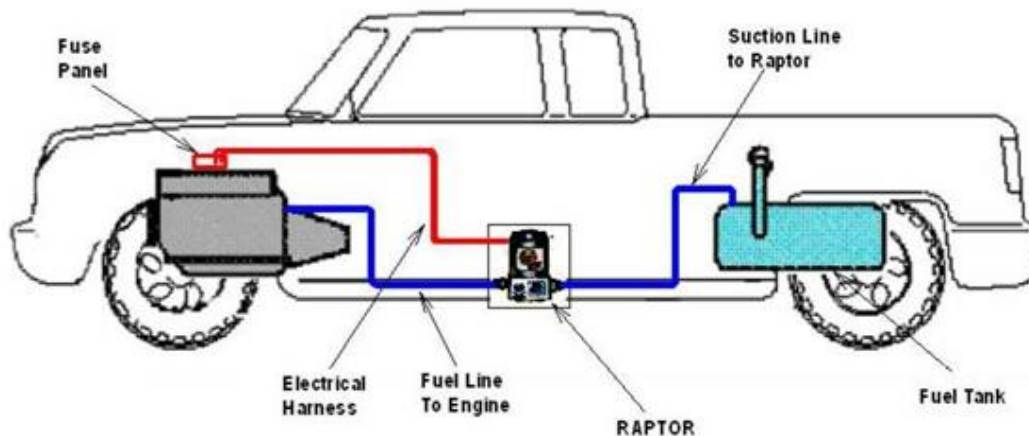 Fuse
Panel
Suction Line
to Raptor
Electrical
Harness
Fuel Line
To Engine
RAPTOR
Fuel Tank